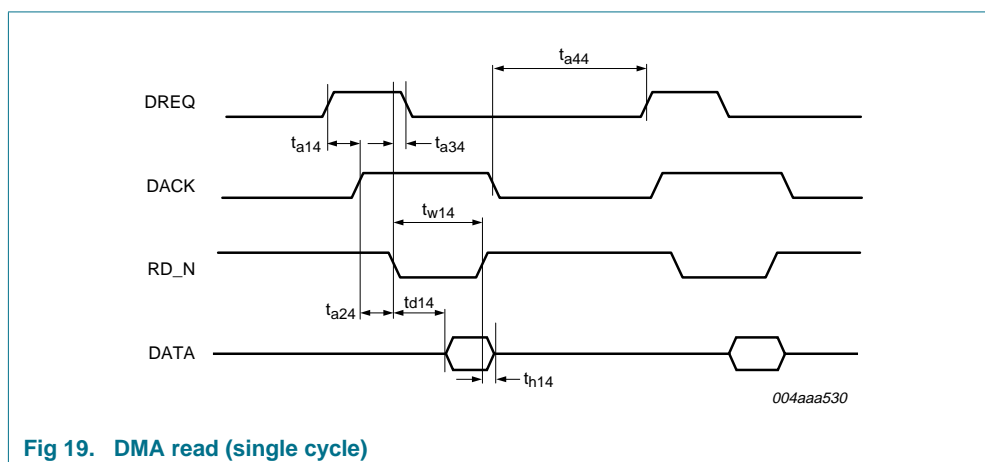 ta44
DREQ
ta14
ta34
DACK
tw14
RD_N
ta24
td14
DATA
th14
004aaa530
Fig 19. DMA read (single cycle)